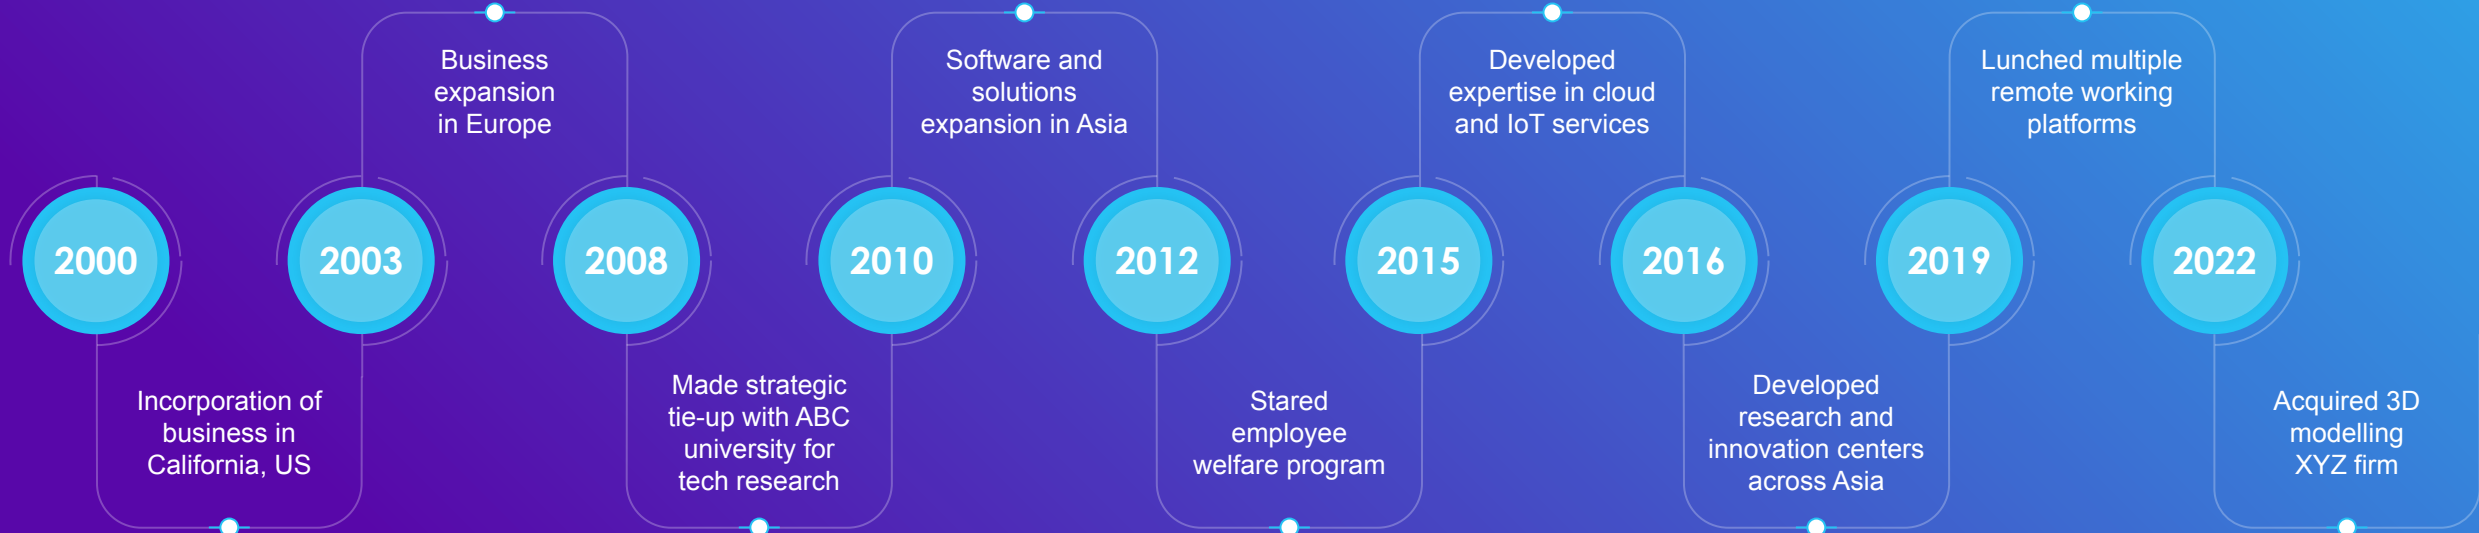 2000
Incorporation of
business in
California, US
2003
Business
expansion
in Europe
2008
Made strategic
tie-up with ABC
university for
tech research
2010
Software and
solutions
expansion in Asia
2012
Stared
employee
welfare program
2015
Developed
expertise in cloud
and IoT services
2016
Developed
research and
innovation centers
across Asia
2019
Lunched multiple
remote working
platforms
2022
Acquired 3D
modelling
XYZ firm